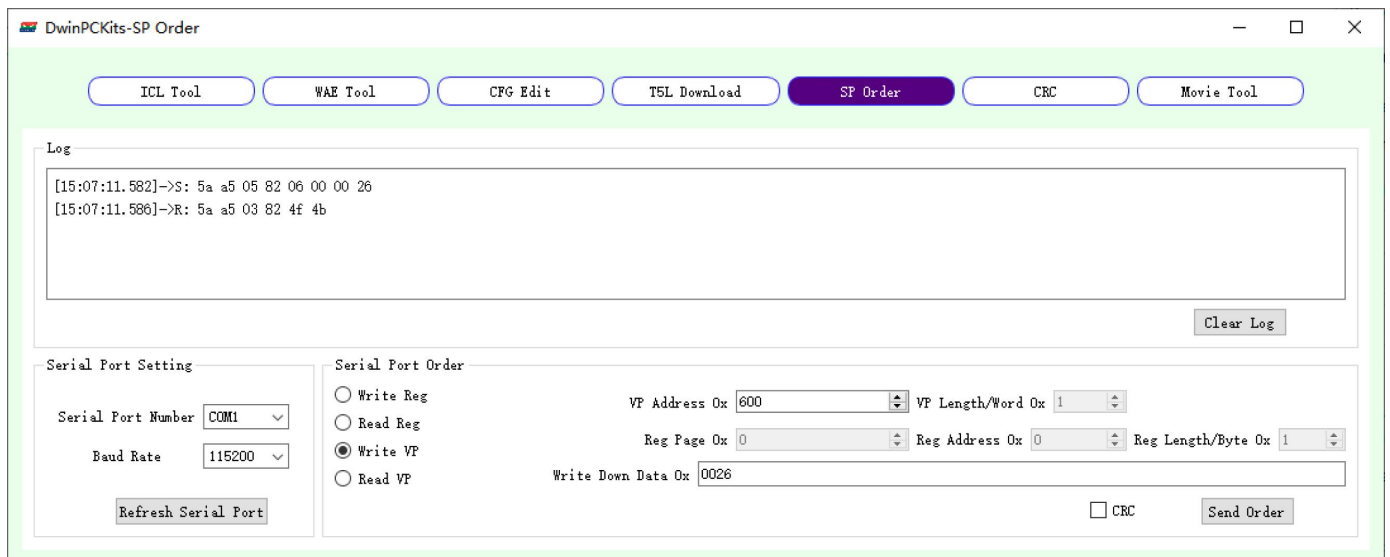 DwinPCKits-SP Order
ICL Tool WAE Tool CFG Edit T5L Download SP Order CRC Movie Tool
Log
[15:07:11.582]->S: 5a a5 05 82 06 00 00 26
[15:07:11.586]->R: 5a a5 03 82 4f 4b
Clear Log
Serial Port Setting
Serial Port Number COM1
Baud Rate 115200
Refresh Serial Port
Serial Port Order
Write Reg
Read Reg
Write VP
Read VP
VP Address 0x 600 VP Length/Word 0x 1
Reg Page 0x 0 Reg Address 0x 0 Reg Length/Byte 0x 1
Write Down Data 0x 0026
CRC Send Order